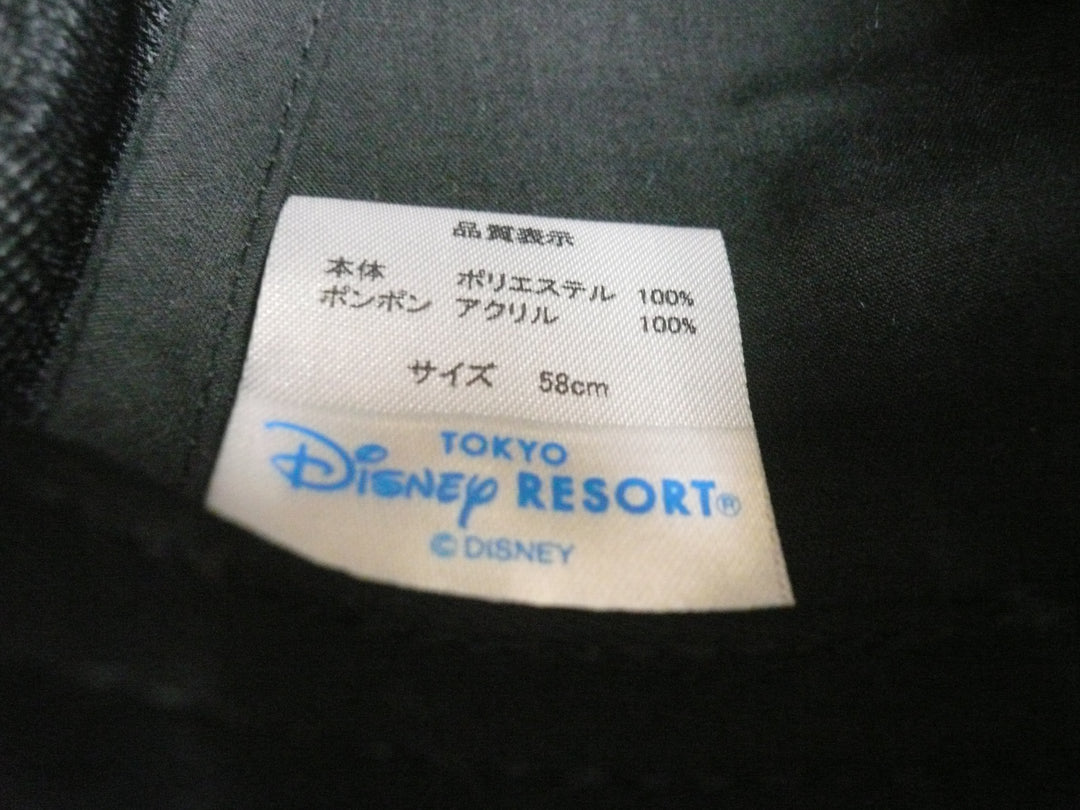 品質表示
本体 ポリエステル 100%
ポンポン アクリル 100%
サイズ 58cm
TOKYO
Disney RESORT®
© DISNEY